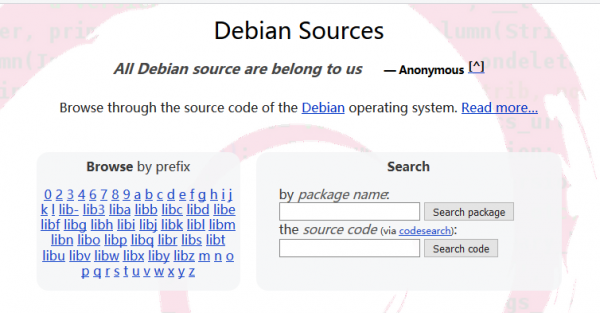 Debian Sources
All Debian source are belong to us — Anonymous [^]
Browse through the source code of the Debian operating system. Read more...
Browse by prefix
0 2 3 4 6 7 8 9 a b c d e f g h i j
k l lib- lib3 liba libb libc libd libe
libf libg libh libi libj libk libl libm
libn libo libp libq libr libs libt
libu libv libw libx liby libz m n o
p q r s t u v w x y z
Search
by package name:
Search package
the source code (via codesearch):
Search code